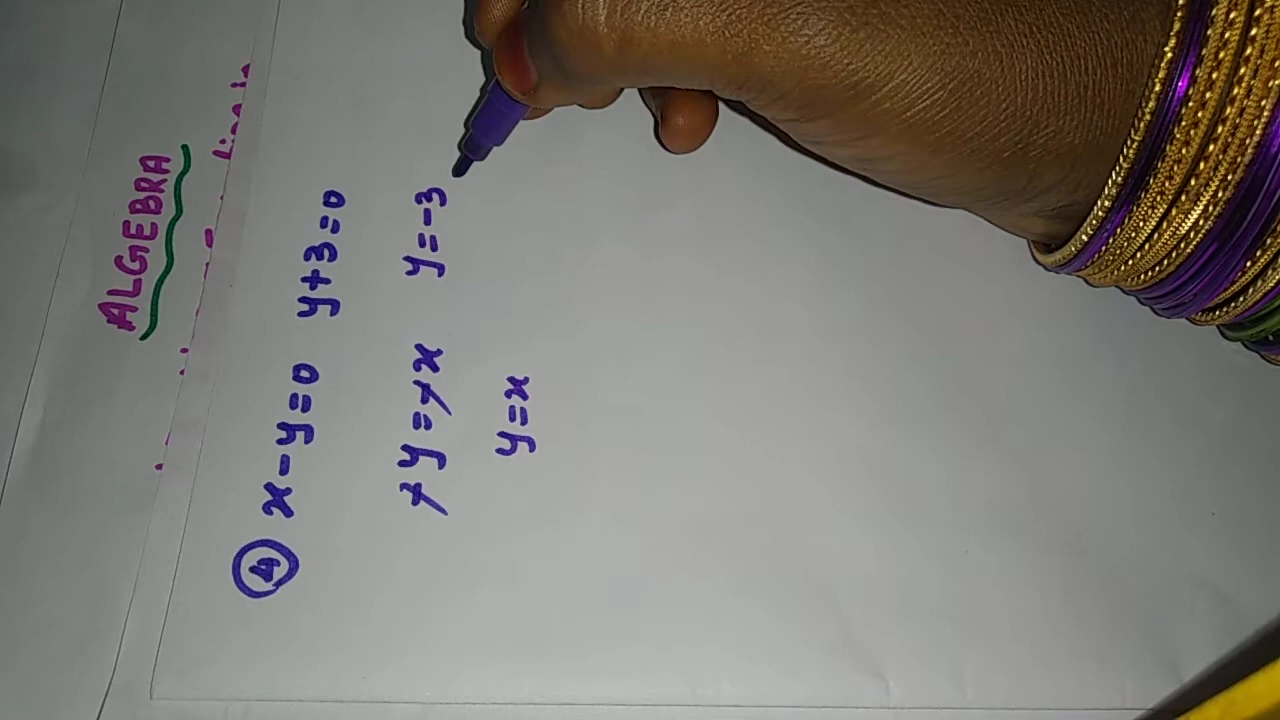 ALGEBRA
④ x-y=0 y+3=0
-y=-x y=-3
y=x